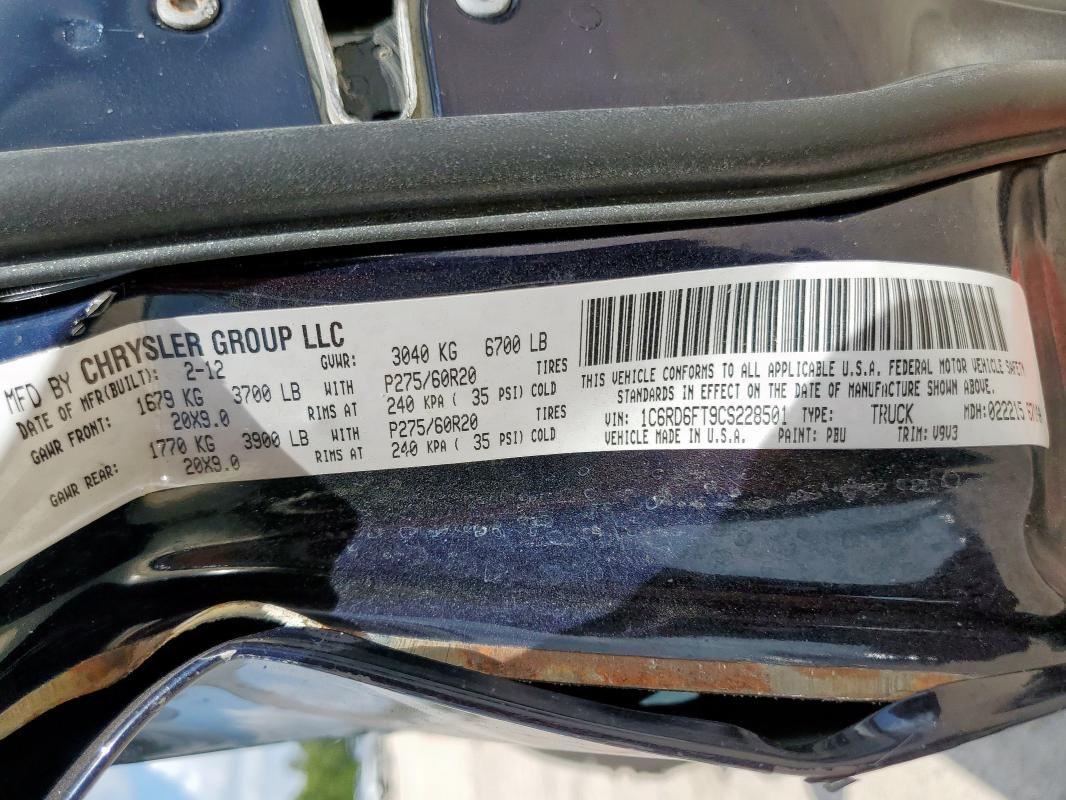 MFD BY CHRYSLER GROUP LLC
DATE OF MFR(BUILT): 2-12 GVWR: 3040 KG 6700 LB
GAWR FRONT: 1679 KG 3700 LB WITH P275/60R20 TIRES
20X9.0 RIMS AT 240 KPA ( 35 PSI) COLD
GAWR REAR: 1770 KG 3900 LB WITH P275/60R20 TIRES
20X9.0 RIMS AT 240 KPA ( 35 PSI) COLD
THIS VEHICLE CONFORMS TO ALL APPLICABLE U.S.A. FEDERAL MOTOR VEHICLE SAFETY
STANDARDS IN EFFECT ON THE DATE OF MANUFACTURE SHOWN ABOVE.
VIN: 1C6RD6FT9CS228501 TYPE: TRUCK MDH: 022215
VEHICLE MADE IN U.S.A. PAINT: PBU TRIM: V9V3